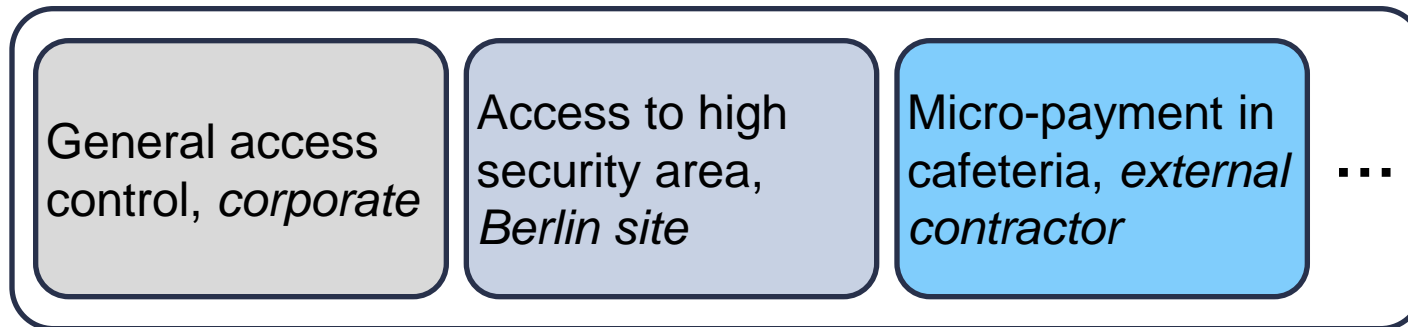 General access
control, corporate
Access to high
security area,
Berlin site
Micro-payment in
cafeteria, external
contractor
...